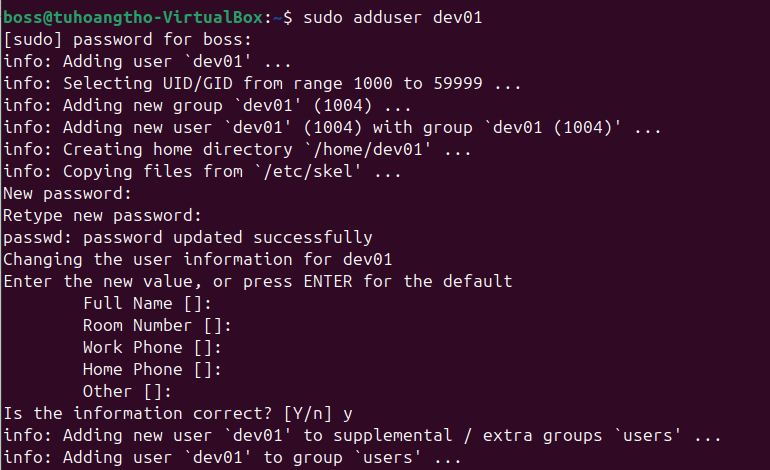 boss@tuhoangtho-VirtualBox:~$ sudo adduser dev01
[sudo] password for boss:
info: Adding user `dev01' ...
info: Selecting UID/GID from range 1000 to 59999 ...
info: Adding new group `dev01' (1004) ...
info: Adding new user `dev01' (1004) with group `dev01 (1004)' ...
info: Creating home directory `/home/dev01' ...
info: Copying files from `/etc/skel' ...
New password:
Retype new password:
passwd: password updated successfully
Changing the user information for dev01
Enter the new value, or press ENTER for the default
        Full Name []:
        Room Number []:
        Work Phone []:
        Home Phone []:
        Other []:
Is the information correct? [Y/n] y
info: Adding new user `dev01' to supplemental / extra groups `users' ...
info: Adding user `dev01' to group `users' ...